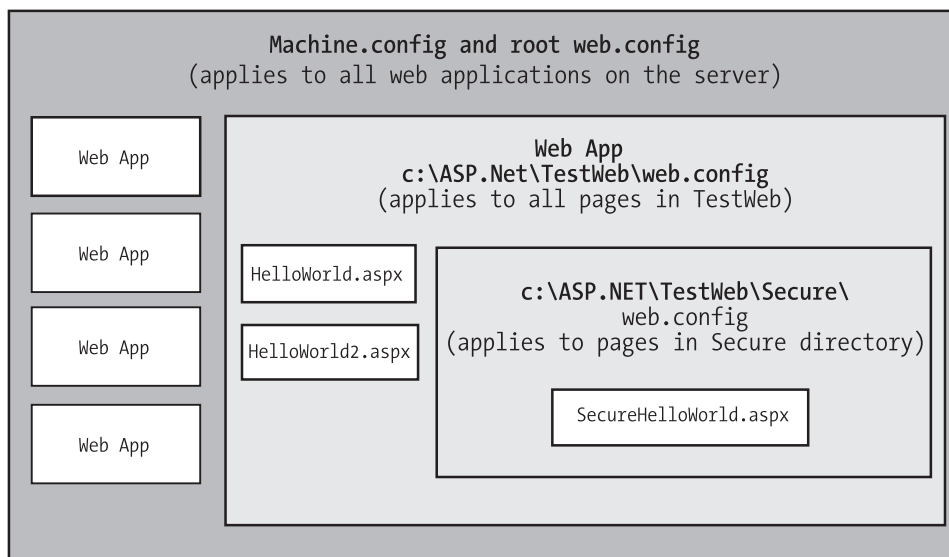 Machine.config and root web.config
(applies to all web applications on the server)
Web App
Web App
Web App
Web App
Web App
c:\ASP.Net\TestWeb\web.config
(applies to all pages in TestWeb)
HelloWorld.aspx
HelloWorld2.aspx
c:\ASP.NET\TestWeb\Secure\
web.config
(applies to pages in Secure directory)
SecureHelloWorld.aspx